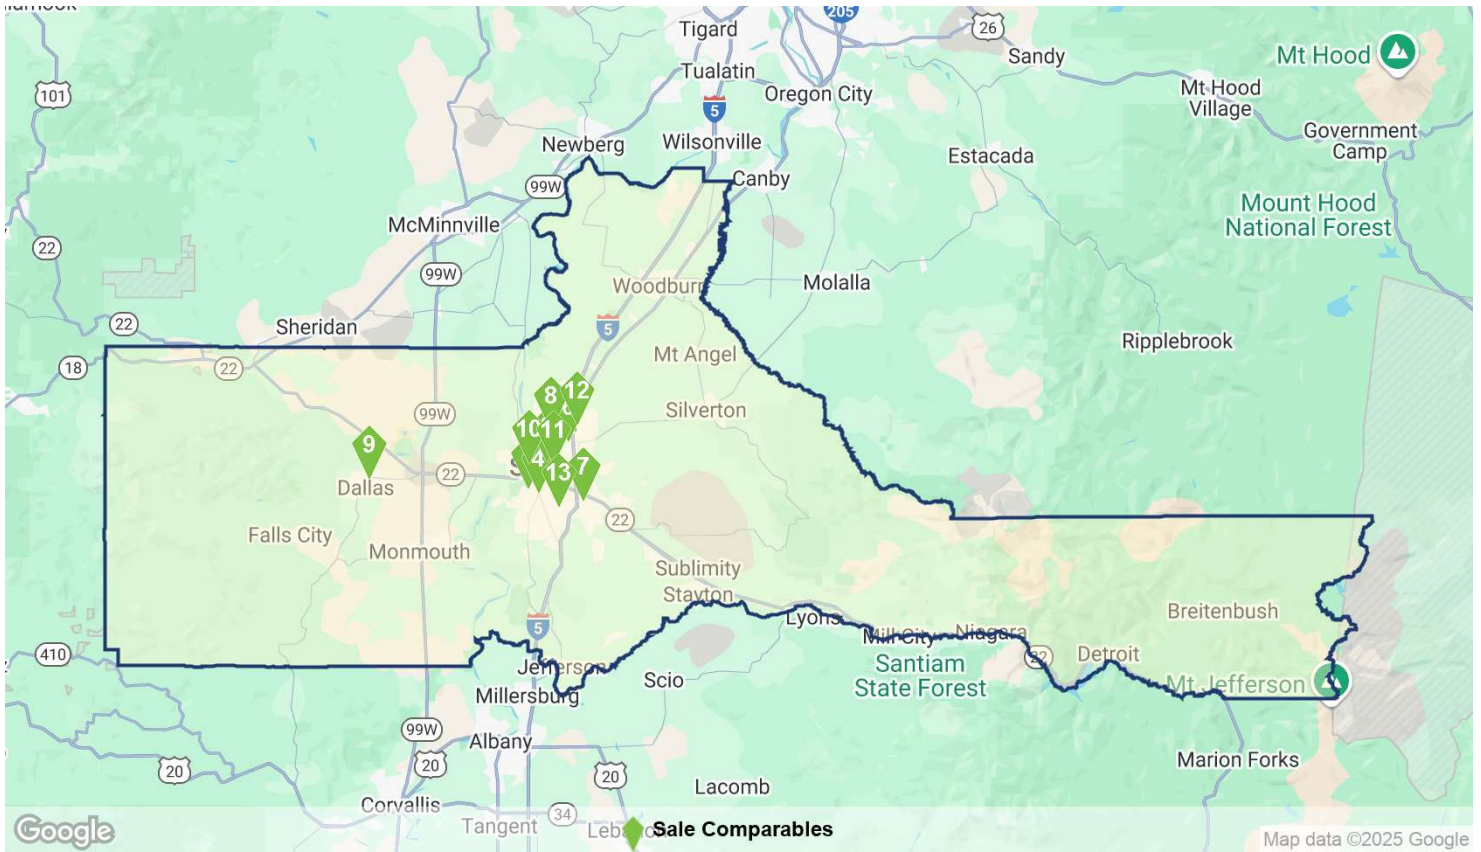 205
26
Tigard
Sandy
Mt Hood
101
Tualatin
Oregon City
Mt Hood
Village
5
Government
Camp
Newberg
Wilsonville
Estacada
99W
Canby
McMinnville
Mount Hood
National Forest
22
99W
Molalla
Woodburn
22
Sheridan
5
Ripplebrook
18
22
Mt Angel
8
12
99W
Silverton
10
11
9
4
13
7
22
Dallas
22
Falls City
Monmouth
Sublimity
Stayton
Breitenbush
5
Lyons
Mill City
Niagara
410
22
Detroit
Jefferson
Scio
Santiam
State Forest
Mt Jefferson
Millersburg
99W
Albany
20
20
20
Marion Forks
Lacomb
Corvallis
34
Tangent
Sale Comparables
Google
Map data ©2025 Google